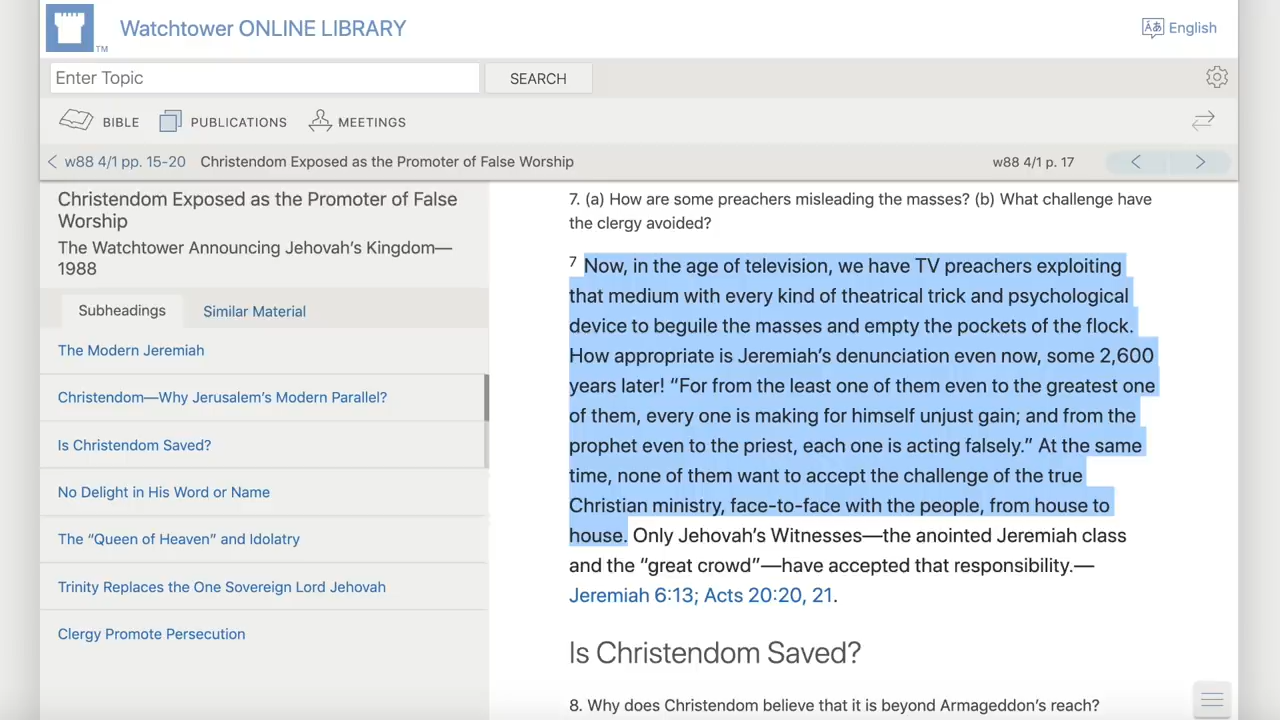 Watchtower ONLINE LIBRARY
TM
English
Enter Topic
SEARCH
BIBLE
PUBLICATIONS
MEETINGS
w88 4/1 pp. 15-20
Christendom Exposed as the Promoter of False Worship
w88 4/1 p. 17
Christendom Exposed as the Promoter of False
Worship
The Watchtower Announcing Jehovah’s Kingdom—
1988
Subheadings
Similar Material
The Modern Jeremiah
Christendom—Why Jerusalem’s Modern Parallel?
Is Christendom Saved?
No Delight in His Word or Name
The “Queen of Heaven” and Idolatry
Trinity Replaces the One Sovereign Lord Jehovah
Clergy Promote Persecution
7. (a) How are some preachers misleading the masses? (b) What challenge have
the clergy avoided?
7 Now, in the age of television, we have TV preachers exploiting
that medium with every kind of theatrical trick and psychological
device to beguile the masses and empty the pockets of the flock.
How appropriate is Jeremiah’s denunciation even now, some 2,600
years later! “For from the least one of them even to the greatest one
of them, every one is making for himself unjust gain; and from the
prophet even to the priest, each one is acting falsely.” At the same
time, none of them want to accept the challenge of the true
Christian ministry, face-to-face with the people, from house to
house. Only Jehovah’s Witnesses—the anointed Jeremiah class
and the “great crowd”—have accepted that responsibility.—
Jeremiah 6:13; Acts 20:20, 21.
Is Christendom Saved?
8. Why does Christendom believe that it is beyond Armageddon’s reach?